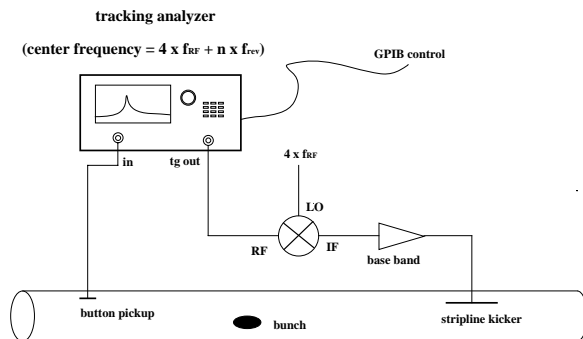 tracking analyzer
(center frequency = 4 x fRF + n x frev)
GPIB control
in
tg out
4 x fRF
LO
RF
IF
base band
button pickup
bunch
stripline kicker